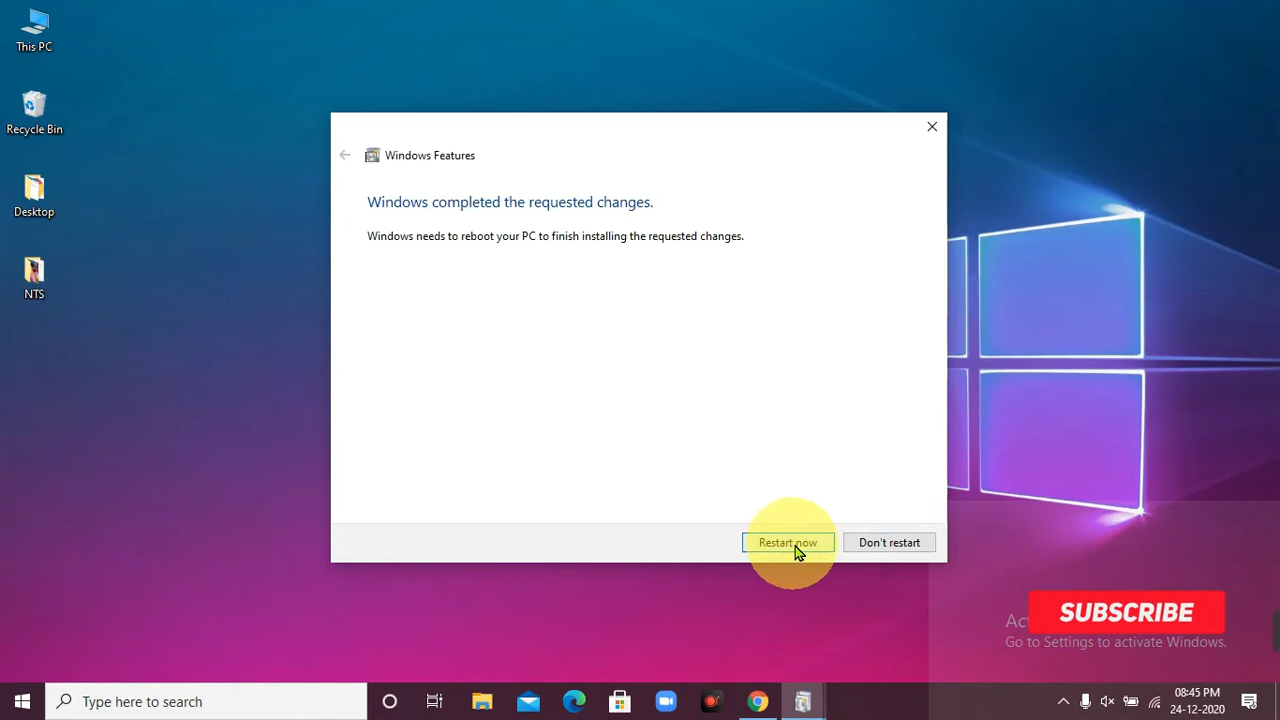 This PC
Recycle Bin
Desktop
NTS
Windows Features
Windows completed the requested changes.
Windows needs to reboot your PC to finish installing the requested changes.
Restart now
Don't restart
SUBSCRIBE
Go to Settings to activate Windows.
Type here to search
08:45 PM
24-12-2020